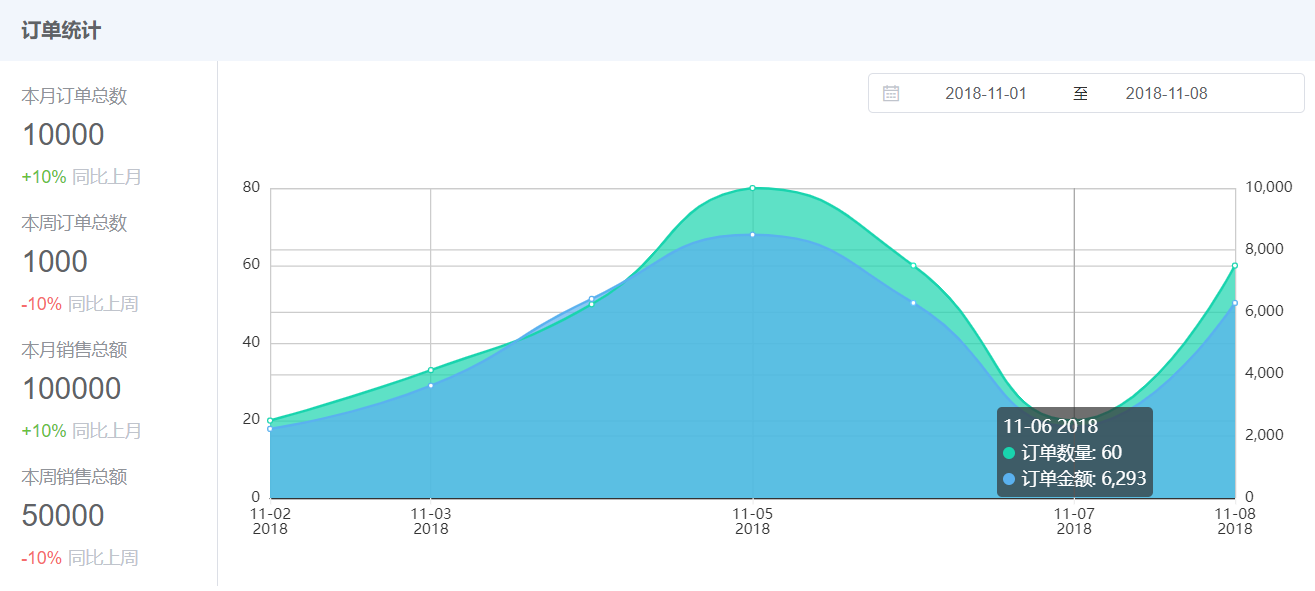 订单统计
本月订单总数
10000
+10% 同比上月
本周订单总数
1000
-10% 同比上周
本月销售总额
100000
+10% 同比上月
本周销售总额
50000
-10% 同比上周
2018-11-01 至 2018-11-08
80
60
40
20
0
10,000
8,000
6,000
4,000
2,000
0
11-06 2018
订单数量: 60
订单金额: 6,293
11-02
2018
11-03
2018
11-05
2018
11-07
2018
11-08
2018